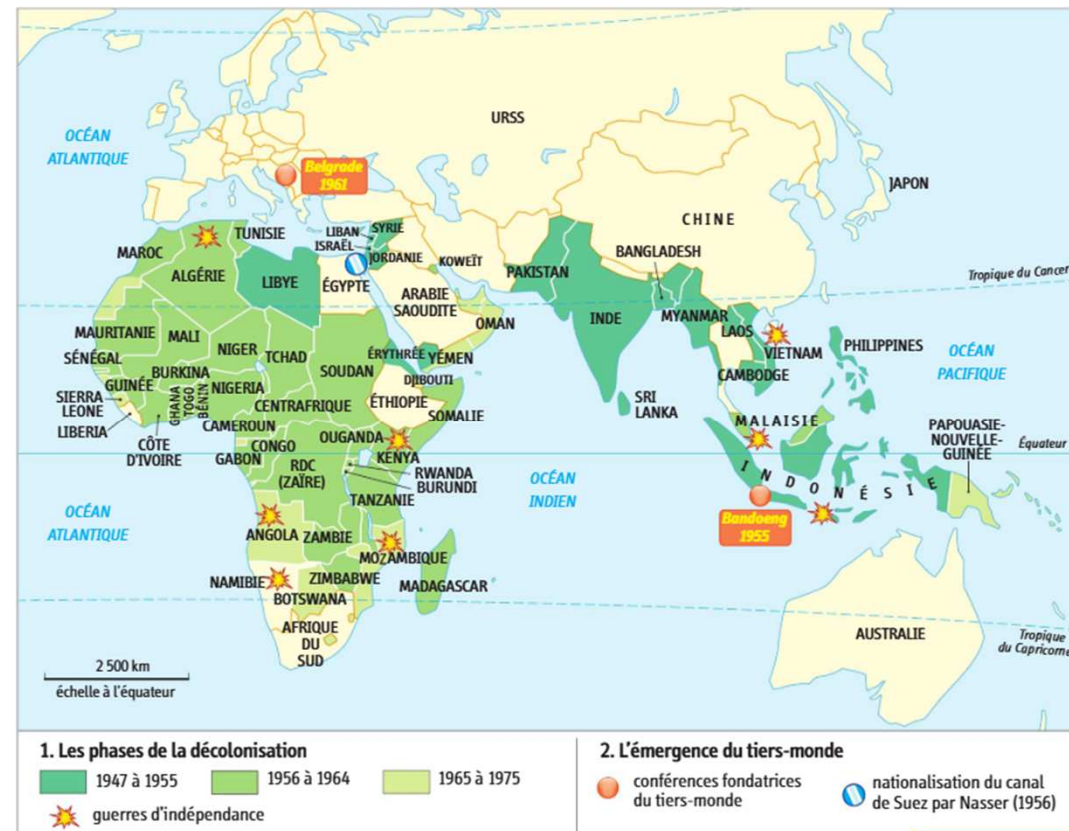 OCÉAN
ATLANTIQUE
URSS
Belgrade
1961
JAPON
CHINE
TUNISIE
LIBAN
SYRIE
ISRAËL
JORDANIE
MAROC
ALGÉRIE
LIBYE
ÉGYPTE
KOWEÏT
ARABIE
SAOUDITE
OMAN
PAKISTAN
BANGLADESH
INDE
MYANMAR
LAOS
VIETNAM
CAMBODGE
PHILIPPINES
Tropique du Cancer
OCÉAN
PACIFIQUE
MAURITANIE
MALI
NIGER
TCHAD
SOUDAN
ÉRYTHRÉE
YÉMEN
DJIBOUTI
SÉNÉGAL
BURKINA
GUINÉE
NIGERIA
SIERRA
LEONE
LIBERIA
CÔTE
D'IVOIRE
GHANA
TOGO
BÉNIN
CENTRAFRIQUE
ÉTHIOPIE
SOMALIE
CAMEROUN
OUGANDA
KENYA
CONGO
GABON
RDC
(ZAÏRE)
RWANDA
BURUNDI
TANZANIE
SRI
LANKA
MALAISIE
INDONÉSIE
PAPOUASIE-
NOUVELLE-
GUINÉE
Équateur
OCÉAN
INDIEN
Bandoeng
1955
OCÉAN
ATLANTIQUE
ANGOLA
ZAMBIE
MOZAMBIQUE
NAMIBIE
ZIMBABWE
BOTSWANA
MADAGASCAR
AFRIQUE
DU
SUD
AUSTRALIE
Tropique
du Capricorne
2 500 km
échelle à l'équateur
1. Les phases de la décolonisation
1947 à 1955
1956 à 1964
1965 à 1975
guerres d'indépendance
2. L'émergence du tiers-monde
conférences fondatrices
du tiers-monde
nationalisation du canal
de Suez par Nasser (1956)